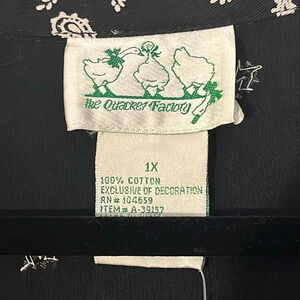 the Quacker Factory
1X
100% COTTON
EXCLUSIVE OF DECORATION
RN# 104659
ITEM# A-39157